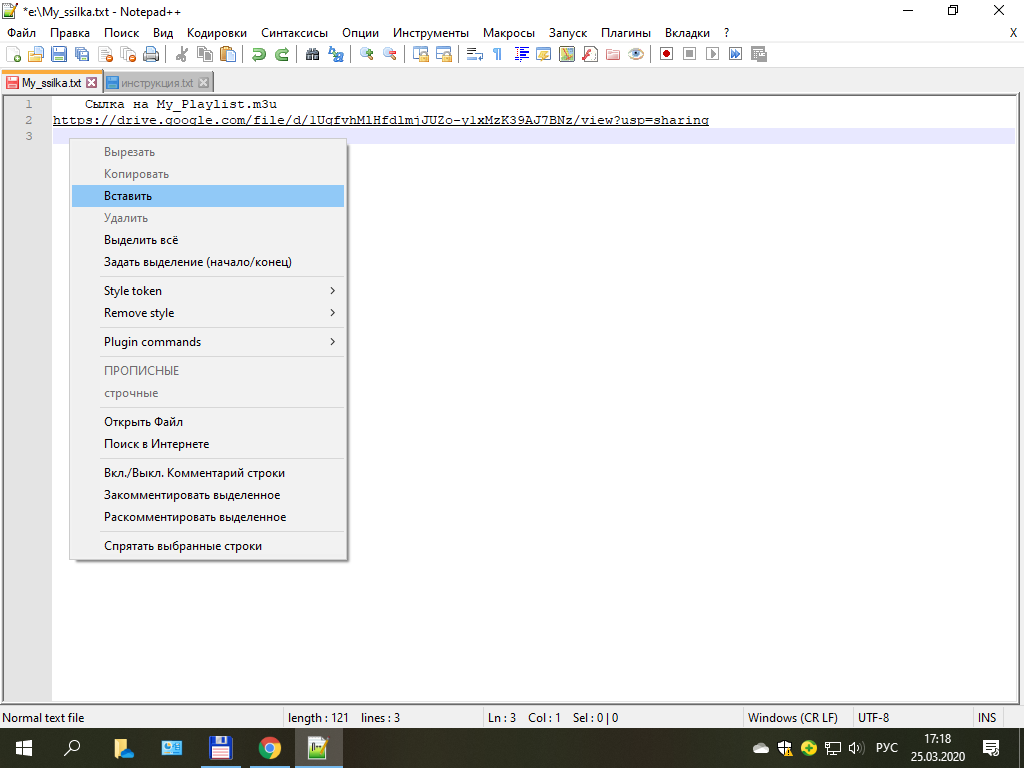 *e:\My_ssilka.txt - Notepad++
Файл Правка Поиск Вид Кодировки Синтаксисы Опции Инструменты Макросы Запуск Плагины Вкладки ? X
My_ssilka.txt инструкция.txt
1 Сылка на My_Playlist.m3u
2 https://drive.google.com/file/d/1UqfvhMlHfdlmjJUZo-ylxMzK39AJ7BNz/view?usp=sharing
3
Вырезать
Копировать
Вставить
Удалить
Выделить всё
Задать выделение (начало/конец)
Style token
Remove style
Plugin commands
ПРОПИСНЫЕ
строчные
Открыть Файл
Поиск в Интернете
Вкл./Выкл. Комментарий строки
Закомментировать выделенное
Раскомментировать выделенное
Спрятать выбранные строки
Normal text file length : 121 lines : 3 Ln : 3 Col : 1 Sel : 0 | 0 Windows (CR LF) UTF-8 INS
РУС
17:18
25.03.2020